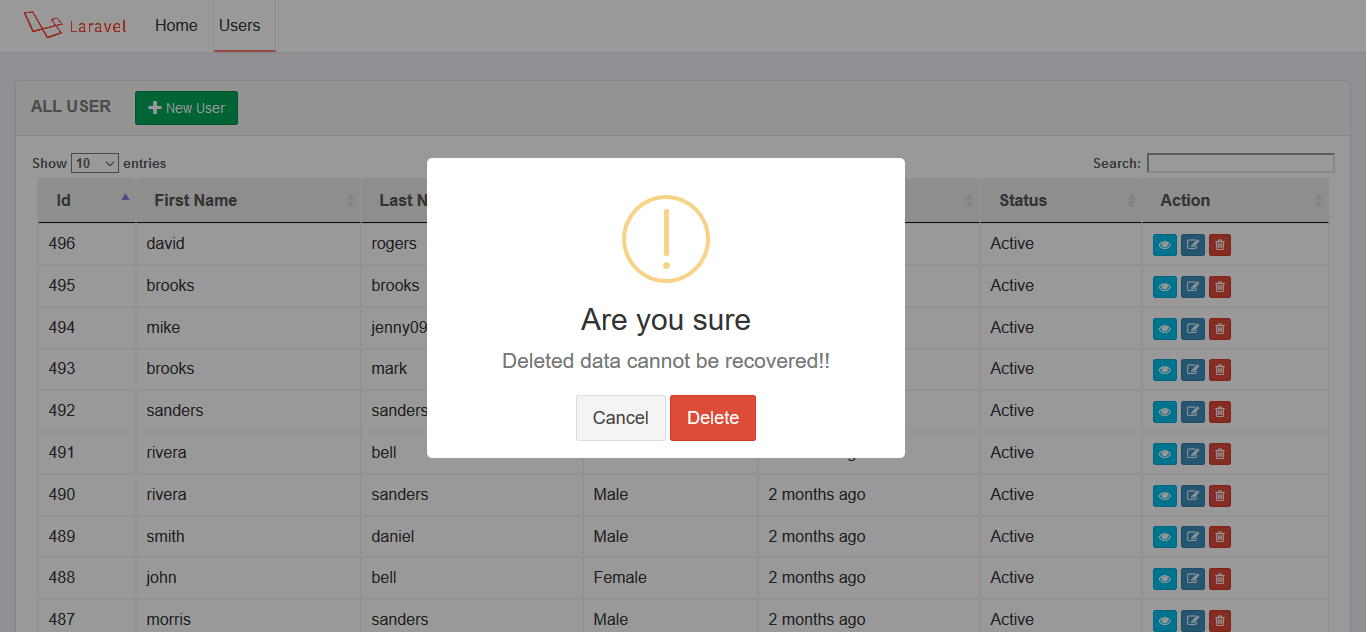 Laravel Home Users
ALL USER New User
Show 10 entries Search:
Id First Name Last N Status Action
496 david rogers Active
495 brooks brooks Active
494 mike jenny09 Active
493 brooks mark Active
492 sanders sanders Active
491 rivera bell Active
490 rivera sanders Male 2 months ago Active
489 smith daniel Male 2 months ago Active
488 john bell Female 2 months ago Active
487 morris sanders Male 2 months ago Active
Are you sure
Deleted data cannot be recovered!!
Cancel Delete